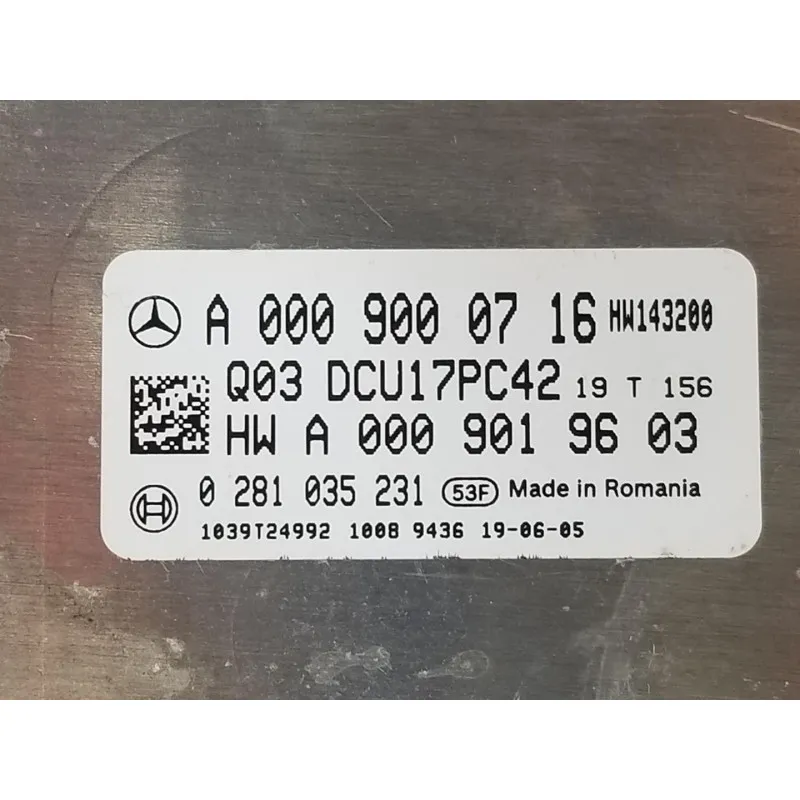 A 000 900 07 16 HW143200
Q03 DCU17PC42 19 T 156
HW A 000 901 96 03
0 281 035 231 53F Made in Romania
1039T24992 1008 9436 19-06-05